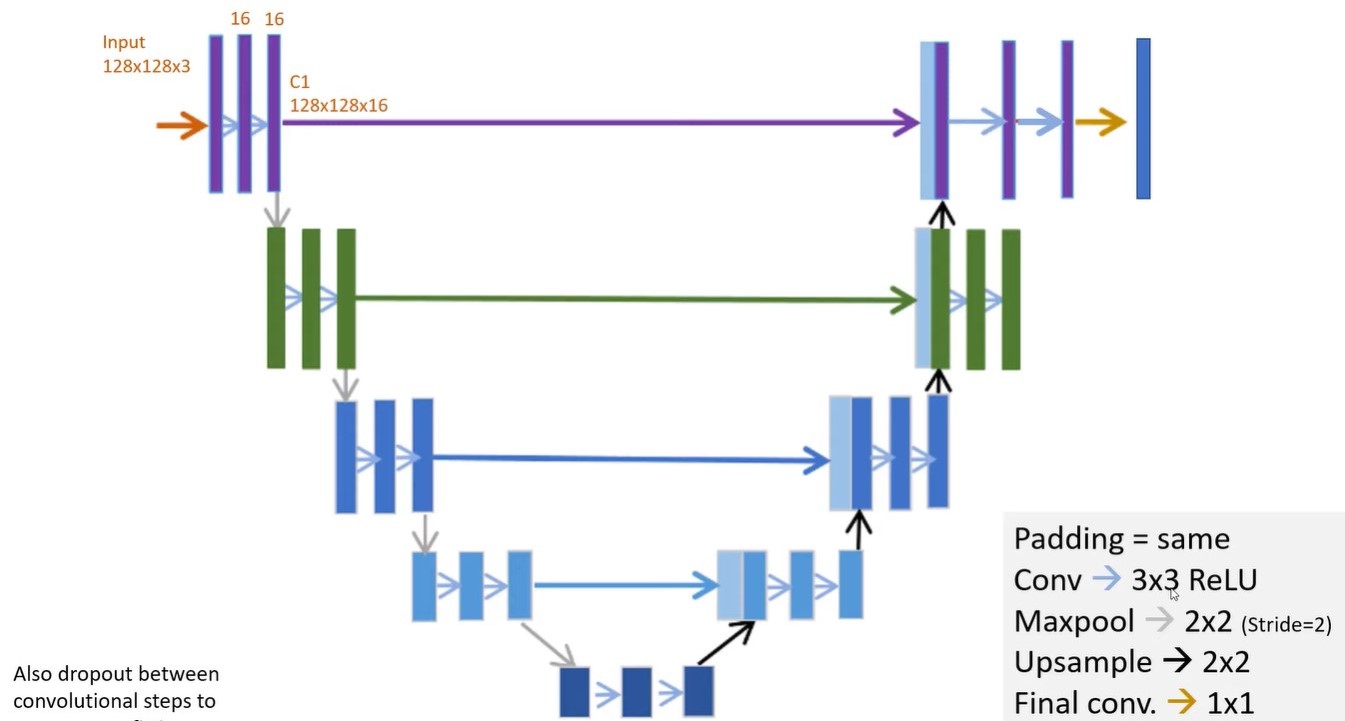 16 16
Input
128x128x3
C1
128x128x16
Padding = same
Conv → 3x3 ReLU
Maxpool → 2x2 (Stride=2)
Upsample → 2x2
Final conv. → 1x1
Also dropout between
convolutional steps to